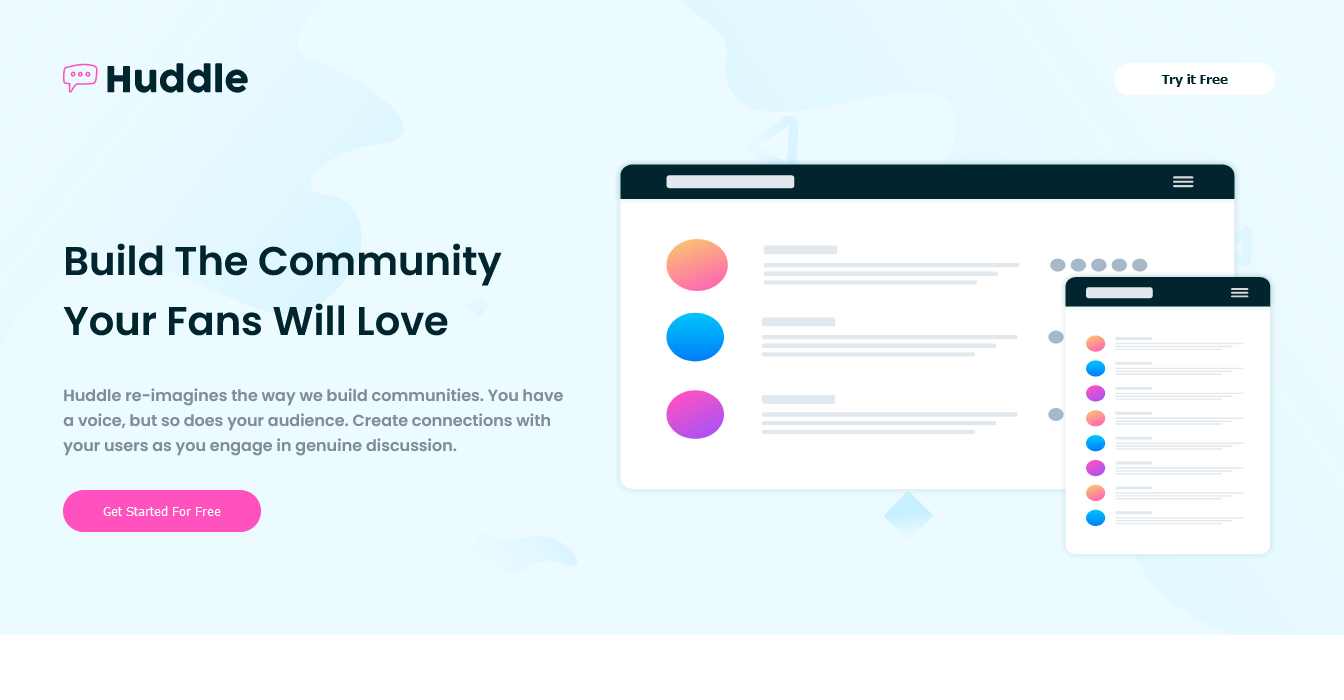 Huddle
Try it Free
Build The Community
Your Fans Will Love
Huddle re-imagines the way we build communities. You have
a voice, but so does your audience. Create connections with
your users as you engage in genuine discussion.
Get Started For Free